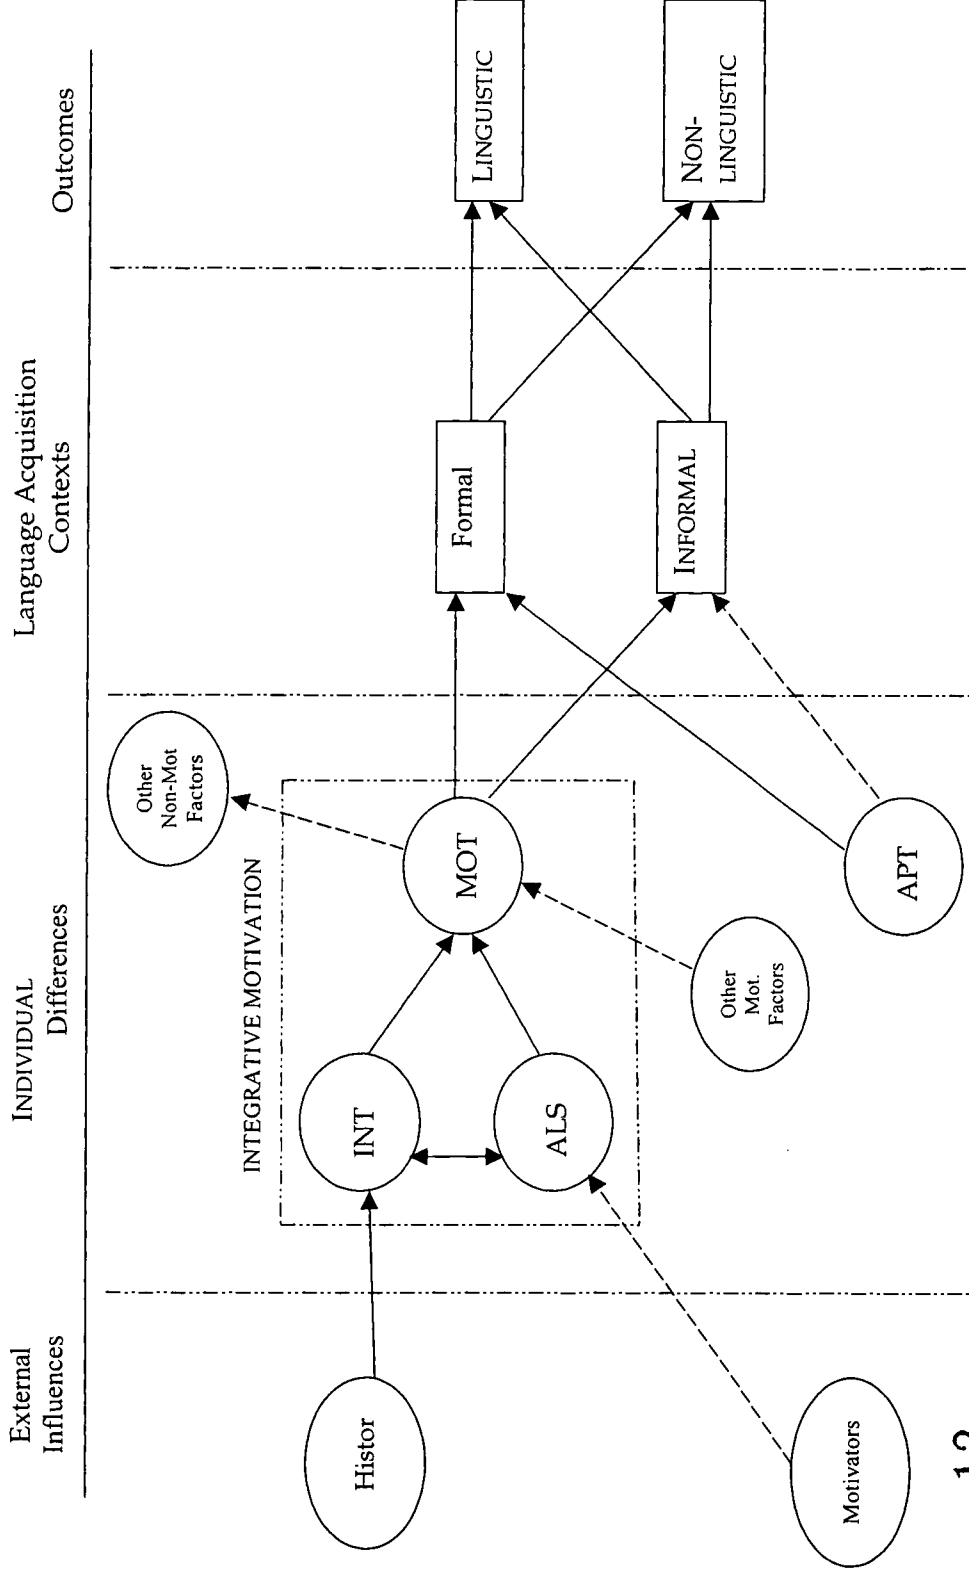 External
Influences
INDIVIDUAL
Differences
Language Acquisition
Contexts
Outcomes
Histor
Motivators
INTEGRATIVE MOTIVATION
INT
ALS
MOT
Other
Non-Mot
Factors
Other
Mot.
Factors
APT
Formal
INFORMAL
LINGUISTIC
NON-
LINGUISTIC